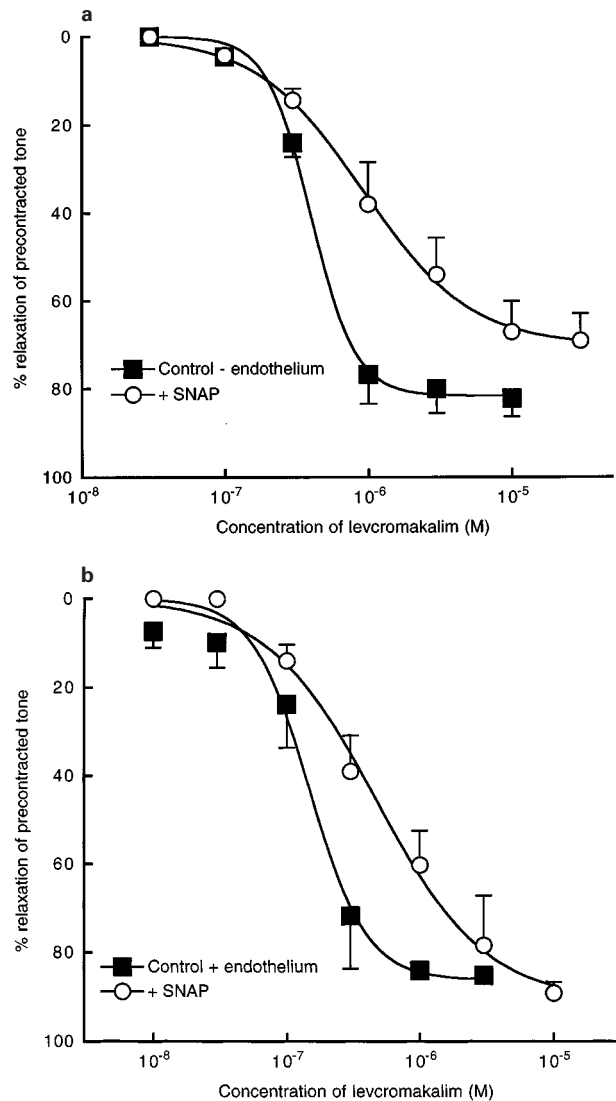 a
0
20
40
60
80
100
% relaxation of precontracted tone
Control - endothelium
+ SNAP
10-8
10-7
10-6
10-5
Concentration of levcromakalim (M)
b
0
20
40
60
80
100
% relaxation of precontracted tone
Control + endothelium
+ SNAP
10-8
10-7
10-6
10-5
Concentration of levcromakalim (M)